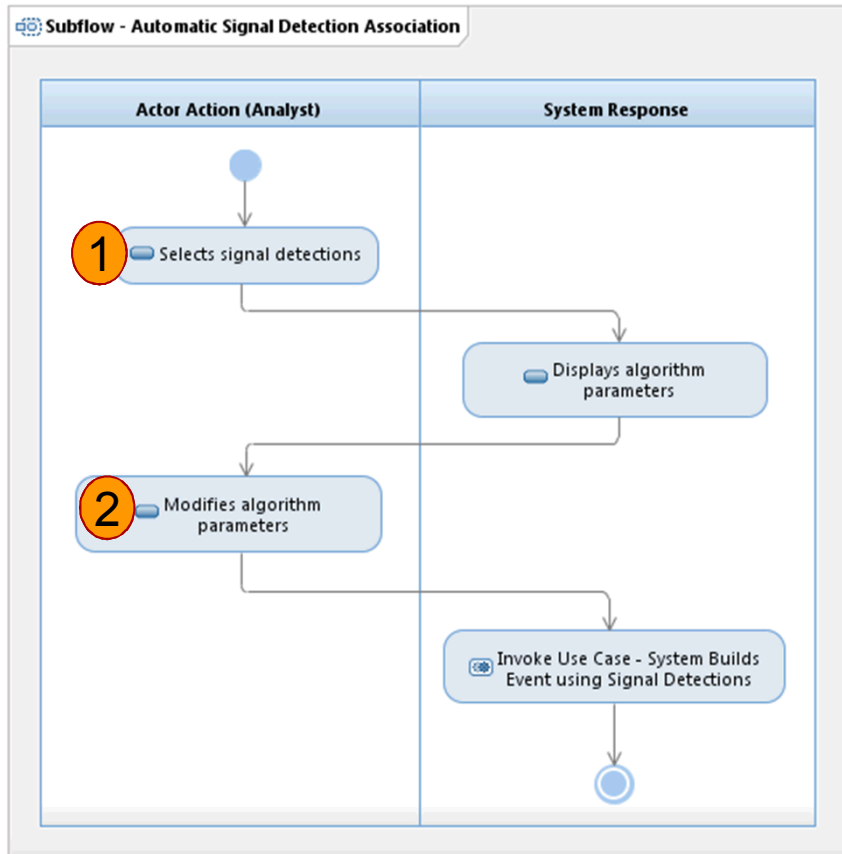 Subflow - Automatic Signal Detection Association
Actor Action (Analyst)
System Response
1
Selects signal detections
Displays algorithm
parameters
2
Modifies algorithm
parameters
Invoke Use Case - System Builds
Event using Signal Detections